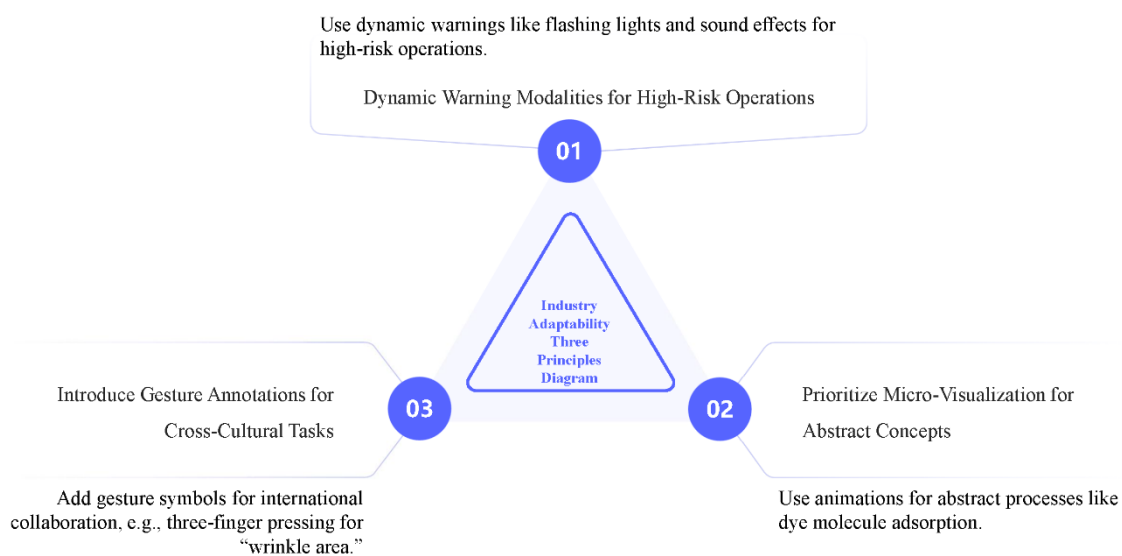 Use dynamic warnings like flashing lights and sound effects for
high-risk operations.
Dynamic Warning Modalities for High-Risk Operations
01
Industry
Adaptability
Three
Principles
Diagram
Introduce Gesture Annotations for
Cross-Cultural Tasks
03
Add gesture symbols for international
collaboration, e.g., three-finger pressing for
“wrinkle area.”
02
Prioritize Micro-Visualization for
Abstract Concepts
Use animations for abstract processes like
dye molecule adsorption.